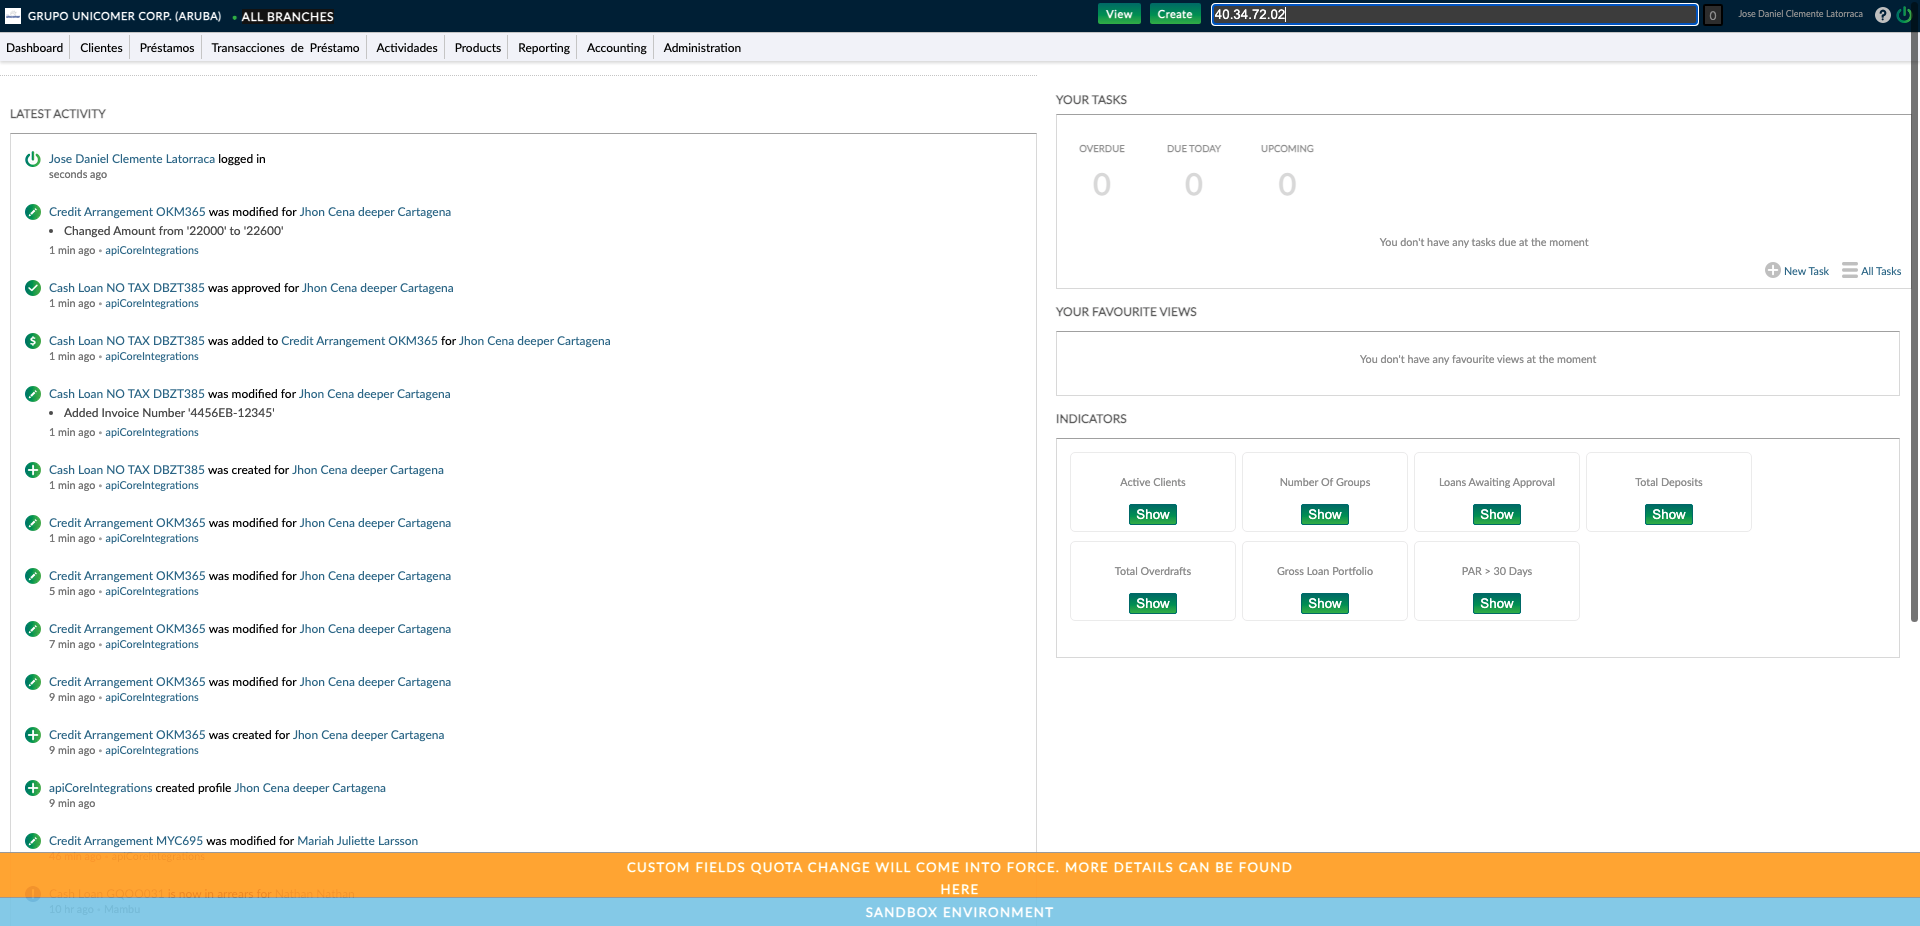 GRUPO UNICOMER CORP. (ARUBA) • ALL BRANCHES
View Create 40.34.72.02 0 Jose Daniel Clemente Latorraca ?
Dashboard Clientes Préstamos Transacciones de Préstamo Actividades Products Reporting Accounting Administration
LATEST ACTIVITY
Jose Daniel Clemente Latorraca logged in
seconds ago
Credit Arrangement OKM365 was modified for Jhon Cena deeper Cartagena
• Changed Amount from '22000' to '22600'
1 min ago • apiCoreIntegrations
Cash Loan NO TAX DBZT385 was approved for Jhon Cena deeper Cartagena
1 min ago • apiCoreIntegrations
Cash Loan NO TAX DBZT385 was added to Credit Arrangement OKM365 for Jhon Cena deeper Cartagena
1 min ago • apiCoreIntegrations
Cash Loan NO TAX DBZT385 was modified for Jhon Cena deeper Cartagena
• Added Invoice Number '4456EB-12345'
1 min ago • apiCoreIntegrations
Cash Loan NO TAX DBZT385 was created for Jhon Cena deeper Cartagena
1 min ago • apiCoreIntegrations
Credit Arrangement OKM365 was modified for Jhon Cena deeper Cartagena
1 min ago • apiCoreIntegrations
Credit Arrangement OKM365 was modified for Jhon Cena deeper Cartagena
5 min ago • apiCoreIntegrations
Credit Arrangement OKM365 was modified for Jhon Cena deeper Cartagena
7 min ago • apiCoreIntegrations
Credit Arrangement OKM365 was modified for Jhon Cena deeper Cartagena
9 min ago • apiCoreIntegrations
Credit Arrangement OKM365 was created for Jhon Cena deeper Cartagena
9 min ago • apiCoreIntegrations
apiCoreIntegrations created profile Jhon Cena deeper Cartagena
9 min ago
Credit Arrangement MYC695 was modified for Mariah Juliette Larsson
min ago • apiCoreIntegrations
Cash Loan is now in arrears for Nathan Nathan
10 hr ago • Mambu
YOUR TASKS
OVERDUE DUE TODAY UPCOMING
0 0 0
You don't have any tasks due at the moment
New Task All Tasks
YOUR FAVOURITE VIEWS
You don't have any favourite views at the moment
INDICATORS
Active Clients Number Of Groups Loans Awaiting Approval Total Deposits
Show Show Show Show
Total Overdrafts Gross Loan Portfolio PAR > 30 Days
Show Show Show
CUSTOM FIELDS QUOTA CHANGE WILL COME INTO FORCE. MORE DETAILS CAN BE FOUND
HERE
SANDBOX ENVIRONMENT